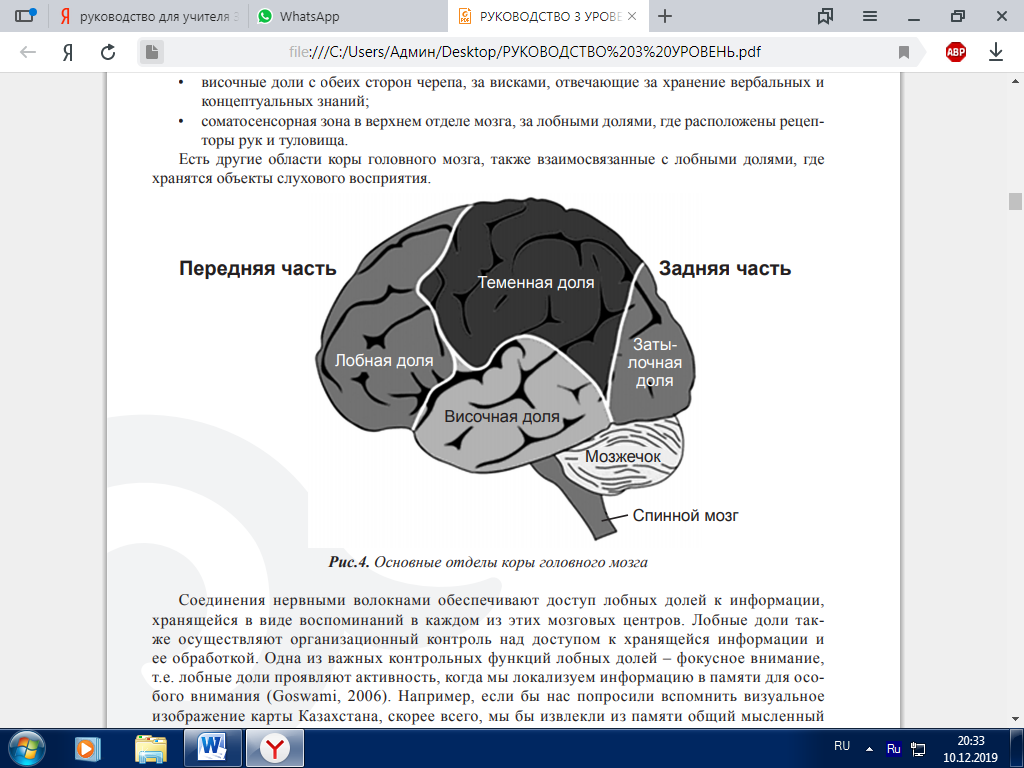 руководство для учителя З
WhatsApp
РУКОВОДСТВО 3 УРОВЕ
file:///C:/Users/Админ/Desktop/РУКОВОДСТВО%203%20УРОВЕНЬ.pdf
ABP
• височные доли с обеих сторон черепа, за висками, отвечающие за хранение вербальных и
концептуальных знаний;
• соматосенсорная зона в верхнем отделе мозга, за лобными долями, где расположены рецеп-
торы рук и туловища.
Есть другие области коры головного мозга, также взаимосвязанные с лобными долями, где
хранятся объекты слухового восприятия.
Передняя часть
Задняя часть
Теменная доля
Лобная доля
Заты-
лочная
доля
Височная доля
Мозжечок
Спинной мозг
Рис.4. Основные отделы коры головного мозга
Соединения нервными волокнами обеспечивают доступ лобных долей к информации,
хранящейся в виде воспоминаний в каждом из этих мозговых центров. Лобные доли так-
же осуществляют организационный контроль над доступом к хранящейся информации и
ее обработкой. Одна из важных контрольных функций лобных долей – фокусное внимание,
т.е. лобные доли проявляют активность, когда мы локализуем информацию в памяти для осо-
бого внимания (Goswami, 2006). Например, если бы нас попросили вспомнить визуальное
изображение карты Казахстана, скорее всего, мы бы извлекли из памяти общий мысленный
RU
Ru
20:33
10.12.2019